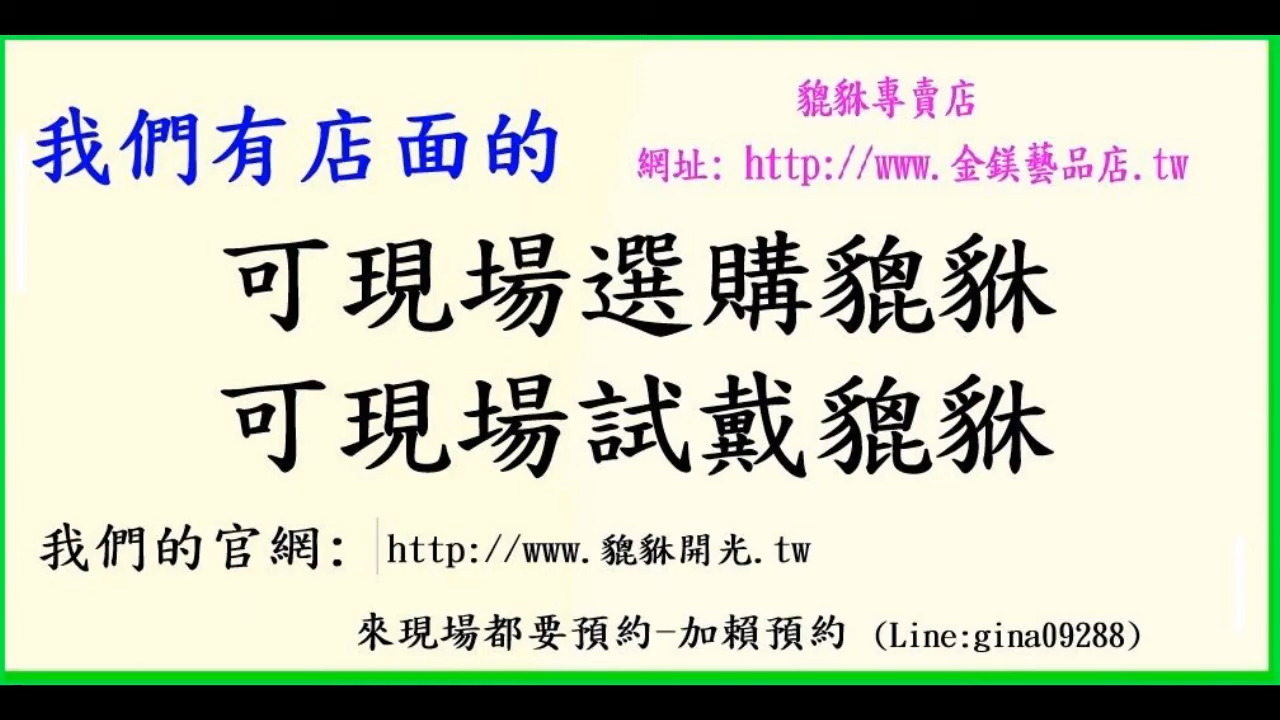 我們有店面的
貔貅專賣店
網址: http://www.金鎂藝品店.tw
可現場選購貔貅
可現場試戴貔貅
我們的官網: http://www.貔貅開光.tw
來現場都要預約-加賴預約 (Line:gina09288)